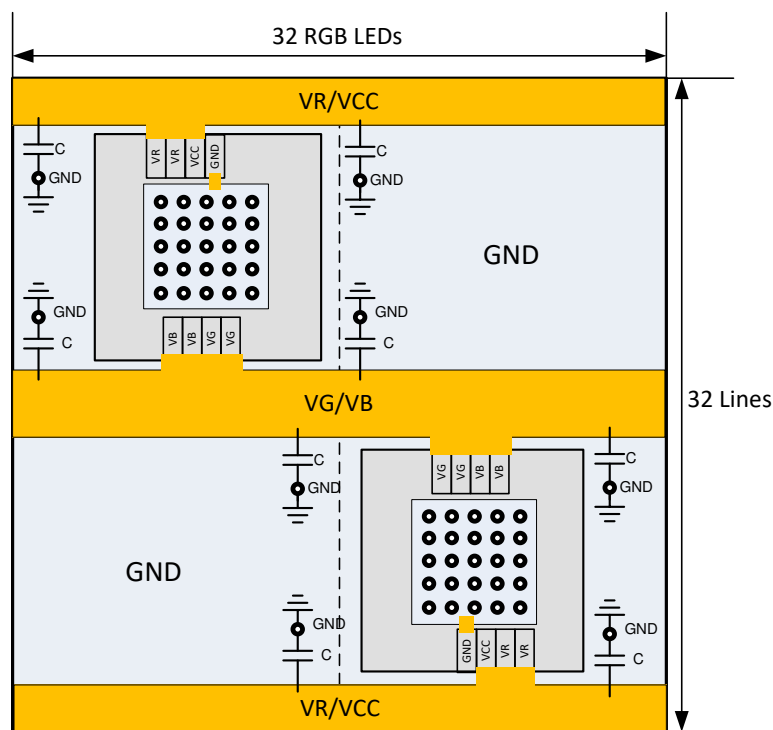 32 RGB LEDs
VR/VCC
VR VR VCC GND
C
GND
C
GND
GND
GND
C
GND
C
VB VB VG VG
VG/VB
32 Lines
VG VG VB VB
C
GND
C
GND
GND
GND
C
GND
C
GND VCC VR VR
VR/VCC